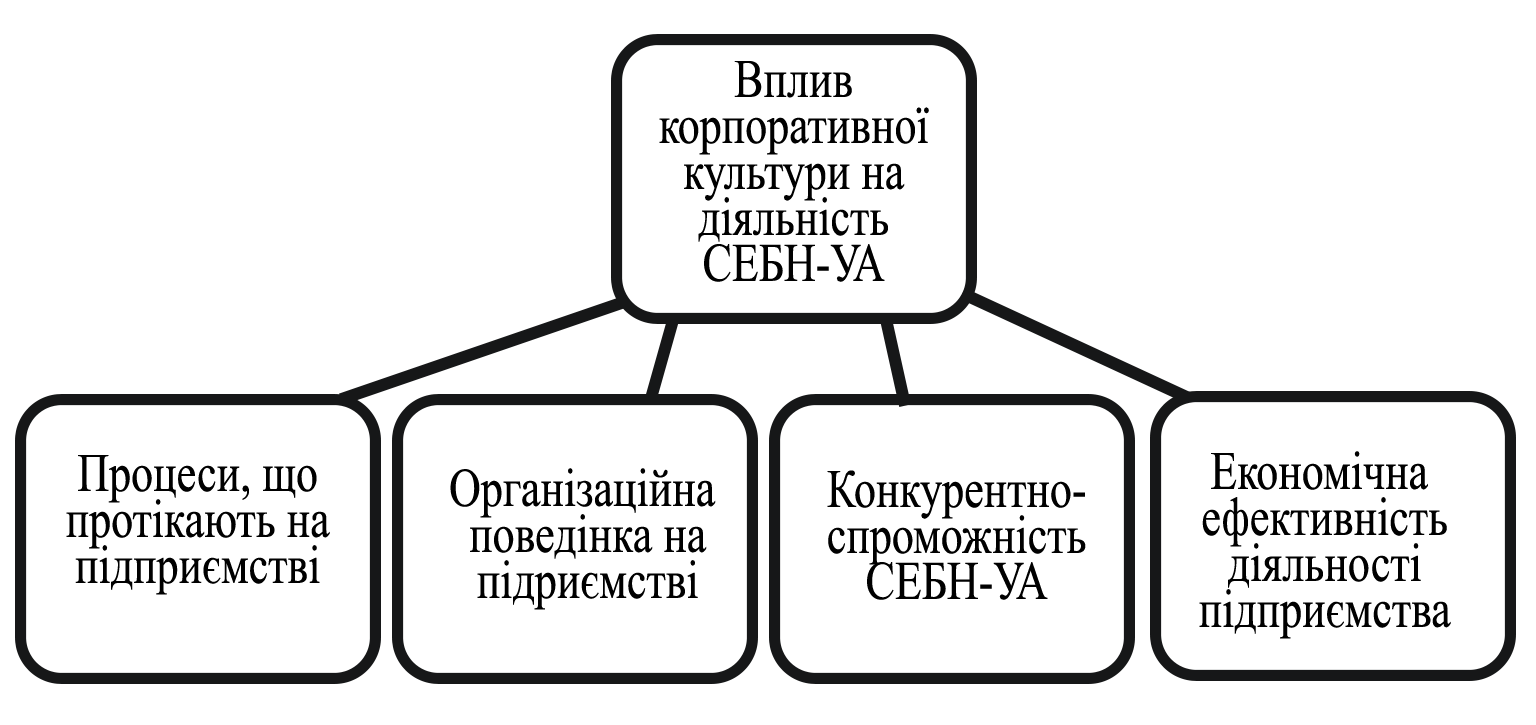 Вплив
корпоративної
культури на
діяльність
СЕБН-УА
Процеси, що
протікають на
підприємстві
Організаційна
поведінка на
підриємстві
Конкурентно-
спроможність
СЕБН-УА
Економічна
ефективність
діяльності
підприємства